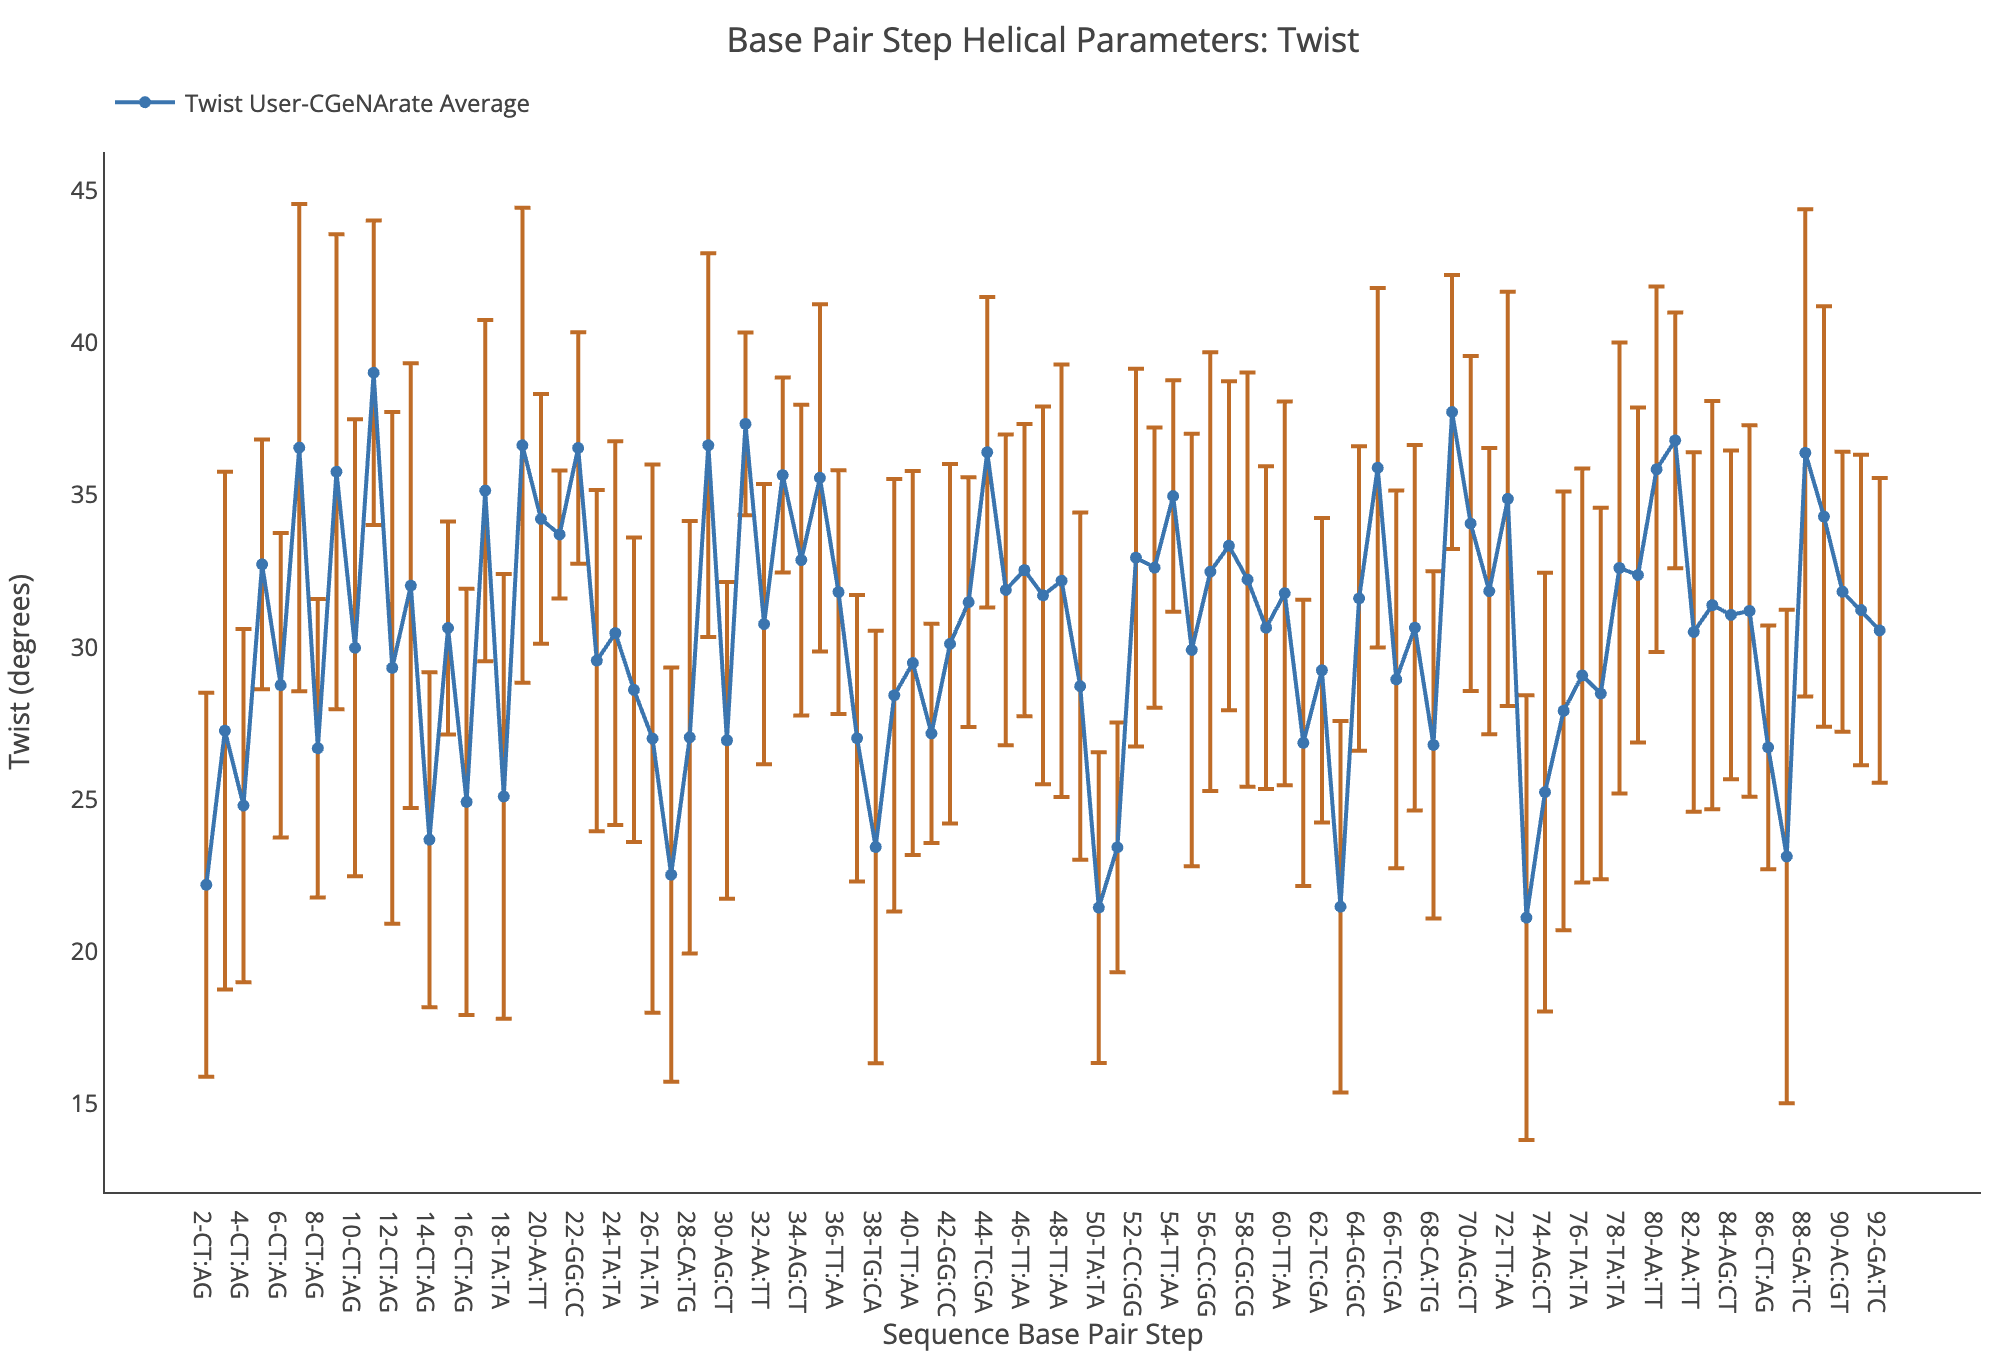 Base Pair Step Helical Parameters: Twist
Twist User-CGeNArate Average
Twist (degrees)
45
40
35
30
25
20
15
2-CT:AG
4-CT:AG
6-CT:AG
8-CT:AG
10-CT:AG
12-CT:AG
14-CT:AG
16-CT:AG
18-TA:TA
20-AA:TT
22-GG:CC
24-TA:TA
26-TA:TA
28-CA:TG
30-AG:CT
32-AA:TT
34-AG:CT
36-TT:AA
38-TG:CA
40-TT:AA
42-GG:CC
44-TC:GA
46-TT:AA
48-TT:AA
50-TA:TA
52-CC:GG
54-TT:AA
56-CC:GG
58-CG:CG
60-TT:AA
62-TC:GA
64-GC:GC
66-TC:GA
68-CA:TG
70-AG:CT
72-TT:AA
74-AG:CT
76-TA:TA
78-TA:TA
80-AA:TT
82-AA:TT
84-AG:CT
86-CT:AG
88-GA:TC
90-AC:GT
92-GA:TC
Sequence Base Pair Step